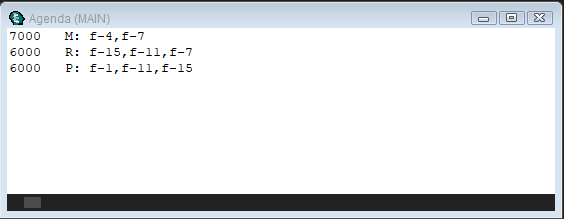 Agenda (MAIN)
7000   M: f-4,f-7
6000   R: f-15,f-11,f-7
6000   P: f-1,f-11,f-15